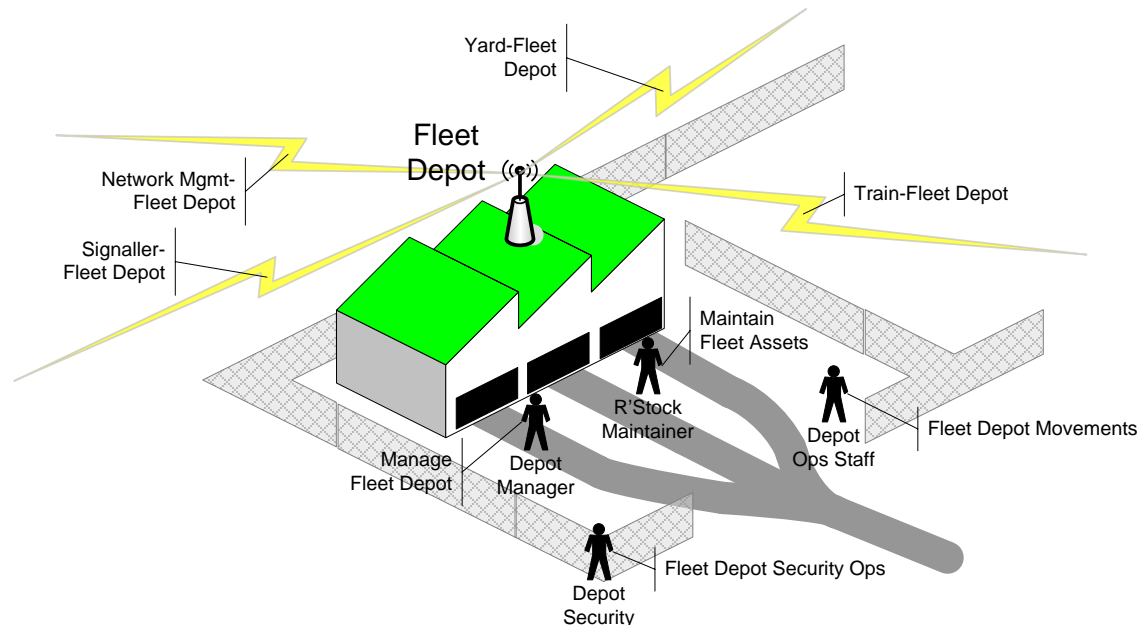 Yard-Fleet
Depot
Fleet
Depot
Network Mgmt-
Fleet Depot
Train-Fleet Depot
Signaller-
Fleet Depot
Maintain
Fleet Assets
R'Stock
Maintainer
Fleet Depot Movements
Depot
Ops Staff
Manage
Fleet Depot
Depot
Manager
Fleet Depot Security Ops
Depot
Security